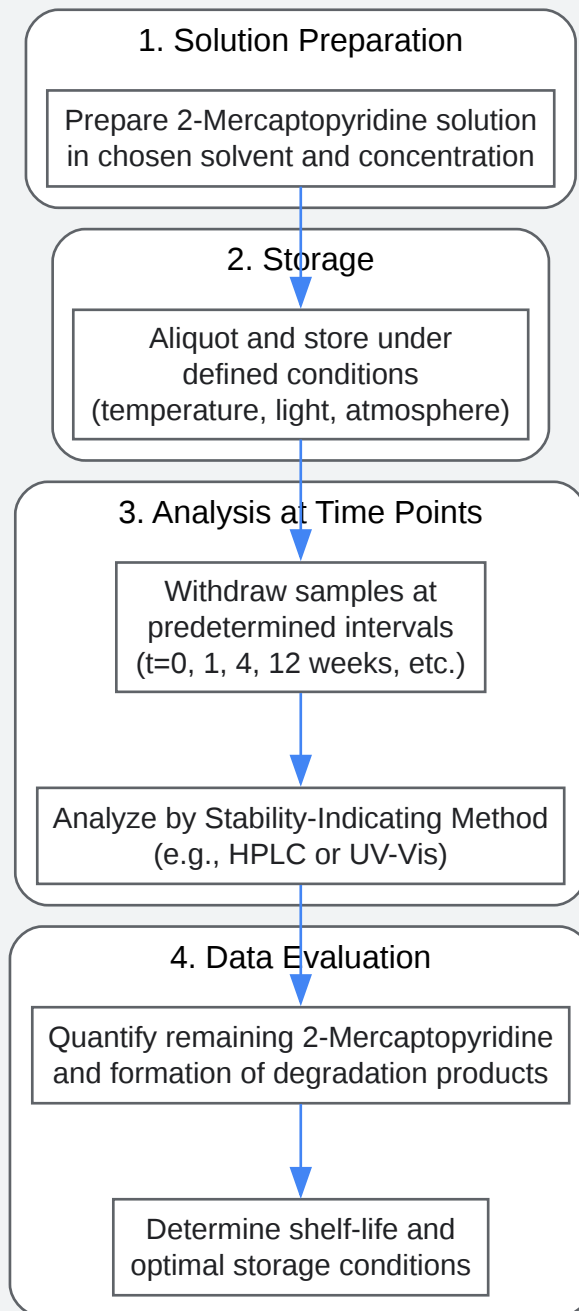 1. Solution Preparation
Prepare 2-Mercaptopyridine solution
in chosen solvent and concentration
2. Storage
Aliquot and store under
defined conditions
(temperature, light, atmosphere)
3. Analysis at Time Points
Withdraw samples at
predetermined intervals
(t=0, 1, 4, 12 weeks, etc.)
Analyze by Stability-Indicating Method
(e.g., HPLC or UV-Vis)
4. Data Evaluation
Quantify remaining 2-Mercaptopyridine
and formation of degradation products
Determine shelf-life and
optimal storage conditions